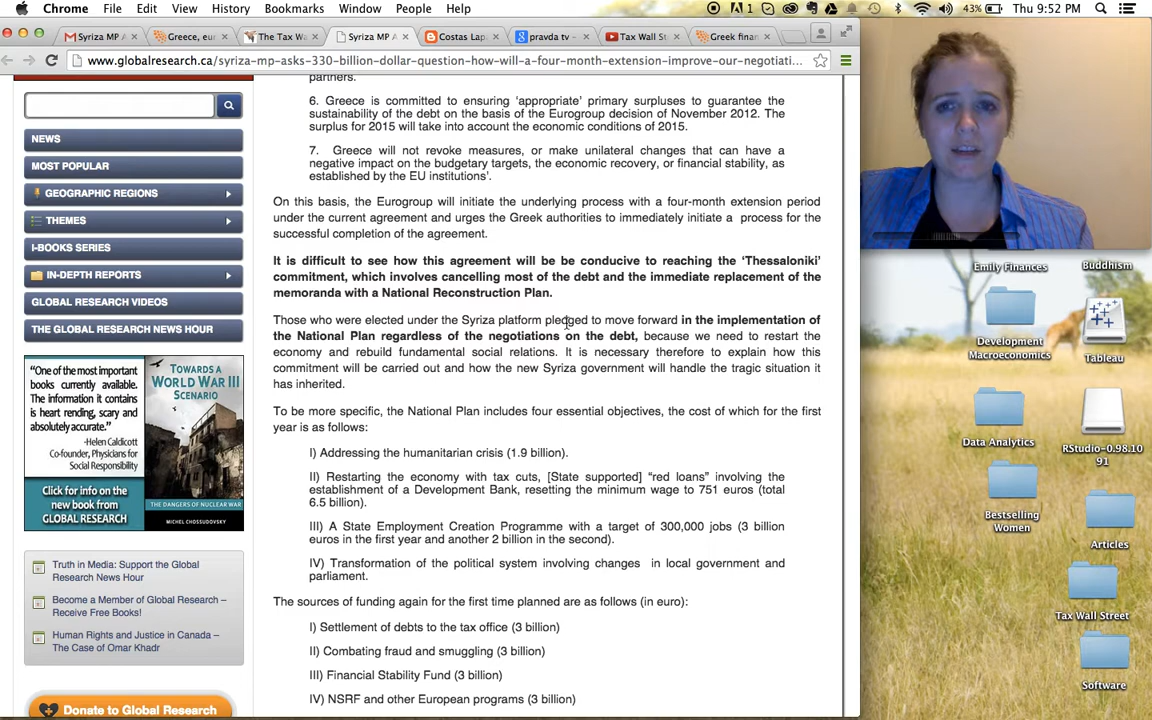 Chrome File Edit View History Bookmarks Window People Help
1 43% Thu 9:52 PM
Syriza MP A
Greece, eur
The Tax Wa
Syriza MP A
Costas Lapa
pravda tv –
Tax Wall St
Greek finan
www.globalresearch.ca/syriza-mp-asks-330-billion-dollar-question-how-will-a-four-month-extension-improve-our-negotiati...
NEWS
MOST POPULAR
GEOGRAPHIC REGIONS
THEMES
I-BOOKS SERIES
IN-DEPTH REPORTS
GLOBAL RESEARCH VIDEOS
THE GLOBAL RESEARCH NEWS HOUR
"One of the most important
books currently available.
The information it contains
is heart rending, scary and
absolutely accurate."
-Helen Caldicott
Co-founder, Physicians for
Social Responsibility
Click for info on the
new book from
GLOBAL RESEARCH
TOWARDS A
WORLD WAR III
SCENARIO
THE DANGERS OF NUCLEAR WAR
MICHEL CHOSSUDOVSKY
Truth in Media: Support the Global
Research News Hour
Become a Member of Global Research –
Receive Free Books!
Human Rights and Justice in Canada –
The Case of Omar Khadr
Donate to Global Research
partners.
6. Greece is committed to ensuring 'appropriate' primary surpluses to guarantee the
sustainability of the debt on the basis of the Eurogroup decision of November 2012. The
surplus for 2015 will take into account the economic conditions of 2015.
7. Greece will not revoke measures, or make unilateral changes that can have a
negative impact on the budgetary targets, the economic recovery, or financial stability, as
established by the EU institutions'.
On this basis, the Eurogroup will initiate the underlying process with a four-month extension period
under the current agreement and urges the Greek authorities to immediately initiate a process for the
successful completion of the agreement.
It is difficult to see how this agreement will be be conducive to reaching the 'Thessaloniki'
commitment, which involves cancelling most of the debt and the immediate replacement of the
memoranda with a National Reconstruction Plan.
Those who were elected under the Syriza platform pledged to move forward in the implementation of
the National Plan regardless of the negotiations on the debt, because we need to restart the
economy and rebuild fundamental social relations. It is necessary therefore to explain how this
commitment will be carried out and how the new Syriza government will handle the tragic situation it
has inherited.
To be more specific, the National Plan includes four essential objectives, the cost of which for the first
year is as follows:
I) Addressing the humanitarian crisis (1.9 billion).
II) Restarting the economy with tax cuts, [State supported] "red loans" involving the
establishment of a Development Bank, resetting the minimum wage to 751 euros (total
6.5 billion).
III) A State Employment Creation Programme with a target of 300,000 jobs (3 billion
euros in the first year and another 2 billion in the second).
IV) Transformation of the political system involving changes in local government and
parliament.
The sources of funding again for the first time planned are as follows (in euro):
I) Settlement of debts to the tax office (3 billion)
II) Combating fraud and smuggling (3 billion)
III) Financial Stability Fund (3 billion)
IV) NSRF and other European programs (3 billion)
Emily Finances
Buddhism
Development
Macroeconomics
Tableau
Data Analytics
RStudio-0.98.10
91
Bestselling
Women
Articles
Tax Wall Street
Software